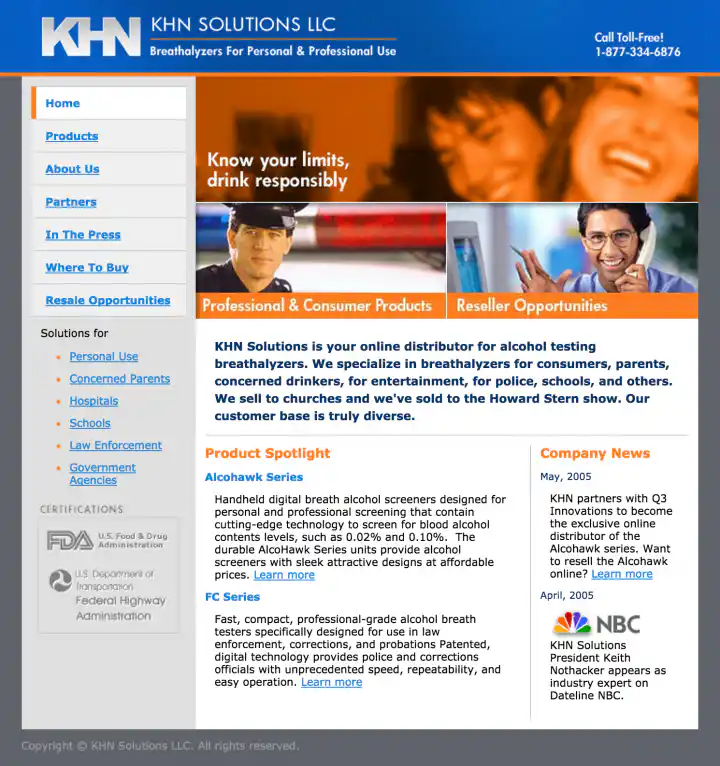 KHN
KHN SOLUTIONS LLC
Breathalyzers For Personal & Professional Use
Call Toll-Free!
1-877-334-6876
Home
Products
About Us
Partners
In The Press
Where To Buy
Resale Opportunities
Solutions for
Personal Use
Concerned Parents
Hospitals
Schools
Law Enforcement
Government
Agencies
CERTIFICATIONS
FDA
U.S. Food & Drug
Administration
U.S. Department of
Transportation
Federal Highway
Administration
Know your limits,
drink responsibly
Professional & Consumer Products
Reseller Opportunities
KHN Solutions is your online distributor for alcohol testing
breathalyzers. We specialize in breathalyzers for consumers, parents,
concerned drinkers, for entertainment, for police, schools, and others.
We sell to churches and we've sold to the Howard Stern show. Our
customer base is truly diverse.
Product Spotlight
Alcohawk Series
Handheld digital breath alcohol screeners designed for
personal and professional screening that contain
cutting-edge technology to screen for blood alcohol
contents levels, such as 0.02% and 0.10%. The
durable AlcoHawk Series units provide alcohol
screeners with sleek attractive designs at affordable
prices. Learn more
FC Series
Fast, compact, professional-grade alcohol breath
testers specifically designed for use in law
enforcement, corrections, and probations Patented,
digital technology provides police and corrections
officials with unprecedented speed, repeatability, and
easy operation. Learn more
Company News
May, 2005
KHN partners with Q3
Innovations to become
the exclusive online
distributor of the
Alcohawk series. Want
to resell the Alcohawk
online? Learn more
April, 2005
NBC
KHN Solutions
President Keith
Nothacker appears as
industry expert on
Dateline NBC.
Copyright © KHN Solutions LLC. All rights reserved.